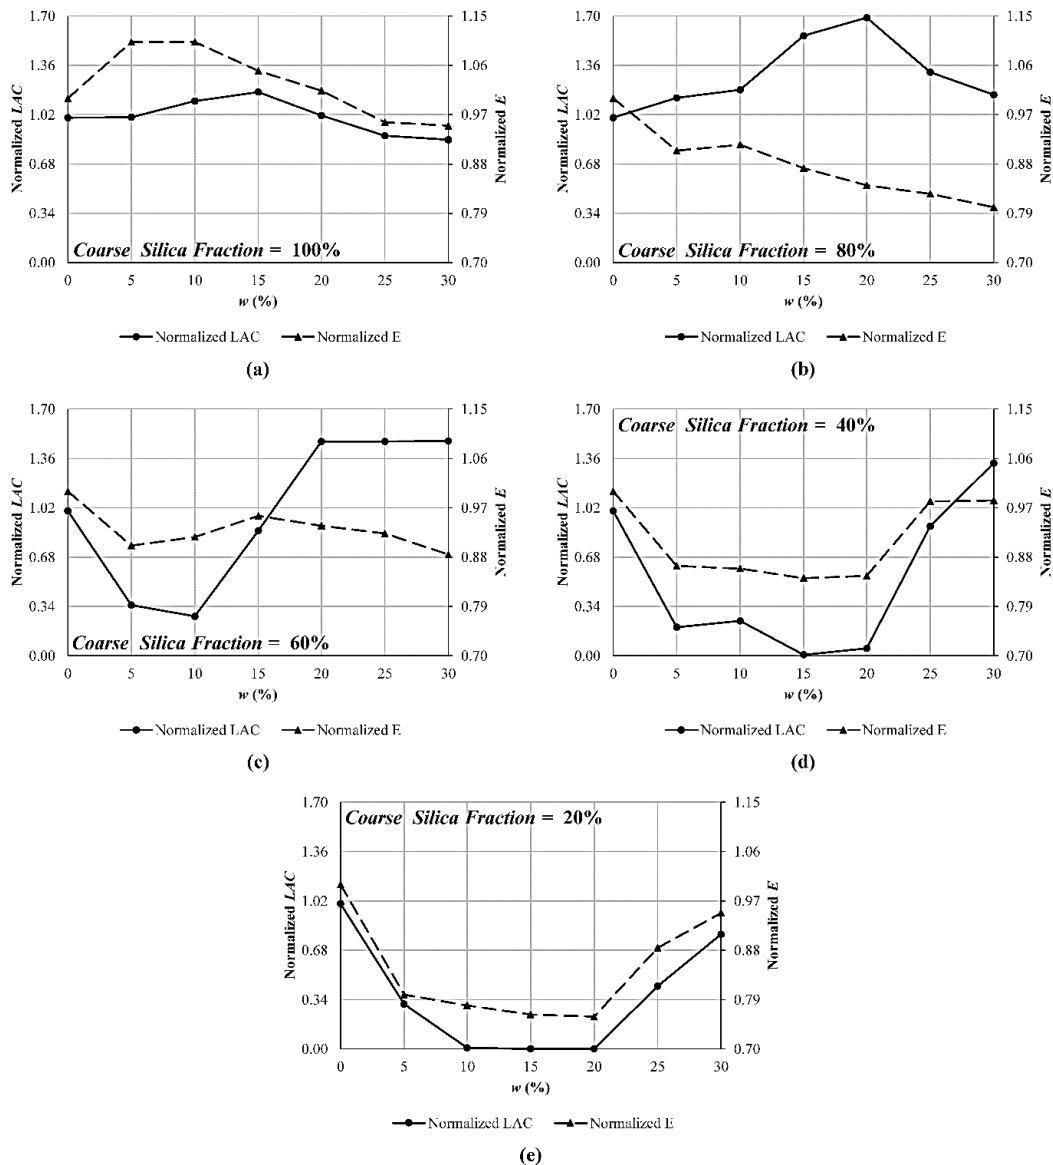 1.70 1.15 1.70 1.15
1.36 1.06 1.36 1.06
Normalized LAC 1.02 0.97 Normalized E Normalized LAC 1.02 0.97 Normalized E
0.68 0.88 0.68 0.88
0.34 0.79 0.34 0.79
Coarse Silica Fraction = 100% Coarse Silica Fraction = 80%
0.00 0.70 0.00 0.70
0 5 10 15 20 25 30 0 5 10 15 20 25 30
w (%) w (%)
Normalized LAC Normalized E Normalized LAC Normalized E
(a) (b)
1.70 1.15 1.70 1.15
Coarse Silica Fraction = 40%
1.36 1.06 1.36 1.06
Normalized LAC 1.02 0.97 Normalized E Normalized LAC 1.02 0.97 Normalized E
0.68 0.88 0.68 0.88
0.34 0.79 0.34 0.79
Coarse Silica Fraction = 60%
0.00 0.70 0.00 0.70
0 5 10 15 20 25 30 0 5 10 15 20 25 30
w (%) w (%)
Normalized LAC Normalized E Normalized LAC Normalized E
(c) (d)
1.70 1.15
Coarse Silica Fraction = 20%
1.36 1.06
Normalized LAC 1.02 0.97 Normalized E
0.68 0.88
0.34 0.79
0.00 0.70
0 5 10 15 20 25 30
w (%)
Normalized LAC Normalized E
(e)